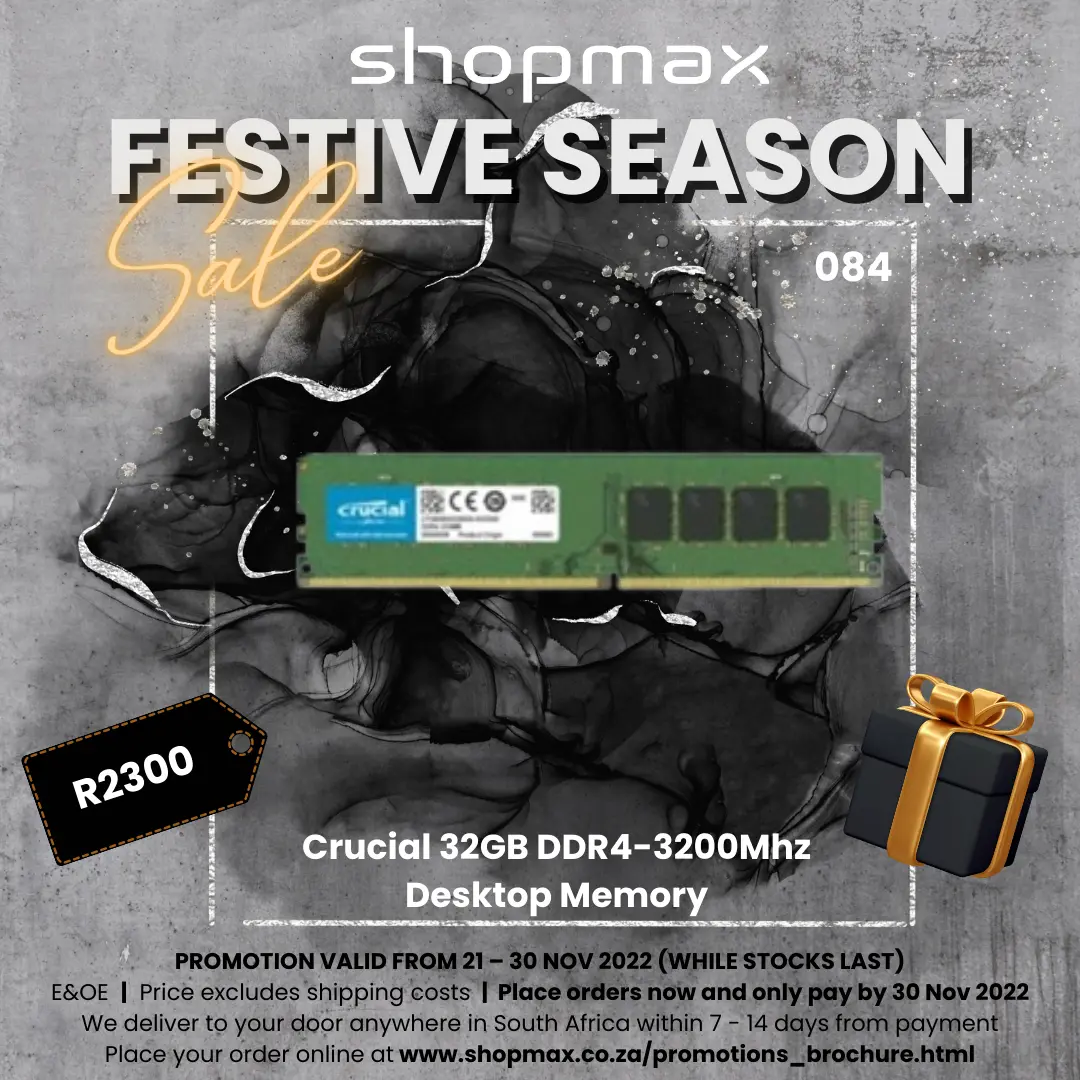 shopmax
FESTIVE SEASON
Sale
084
crucial
R2300
Crucial 32GB DDR4-3200Mhz
Desktop Memory
PROMOTION VALID FROM 21 – 30 NOV 2022 (WHILE STOCKS LAST)
E&OE | Price excludes shipping costs | Place orders now and only pay by 30 Nov 2022
We deliver to your door anywhere in South Africa within 7 - 14 days from payment
Place your order online at www.shopmax.co.za/promotions_brochure.html